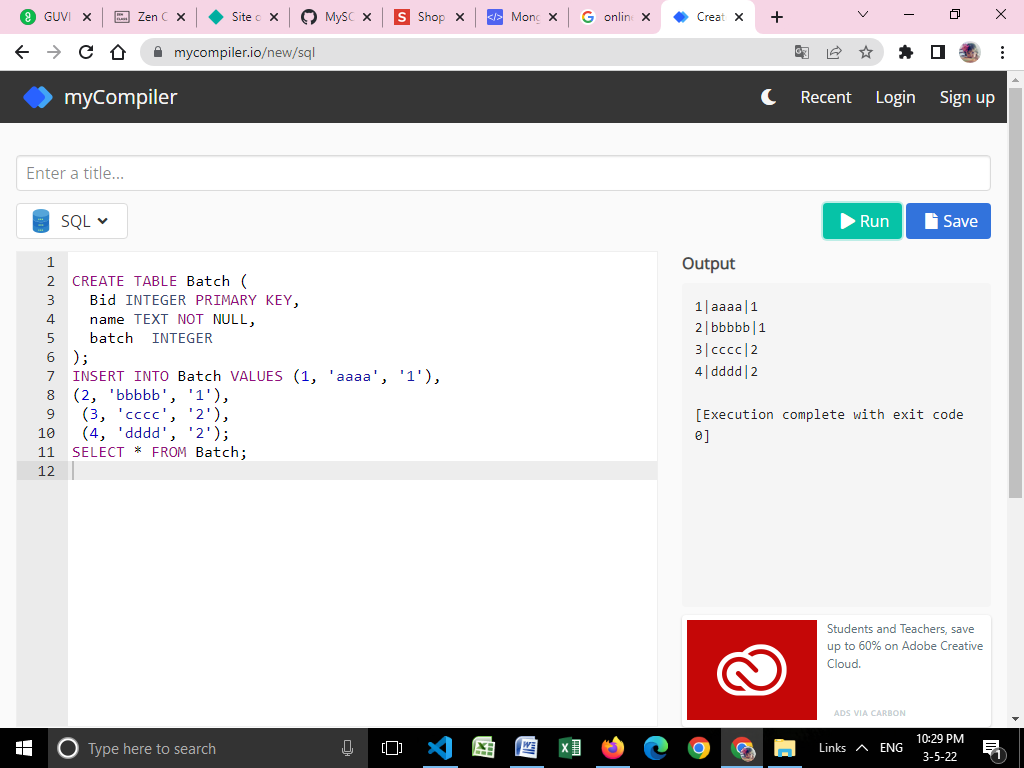 GUVI
Zen C
Site c
MySC
Shop
Mong
online
Creat
mycompiler.io/new/sql
myCompiler
Recent
Login
Sign up
Enter a title...
SQL
Run
Save
1
2 CREATE TABLE Batch (
3 Bid INTEGER PRIMARY KEY,
4 name TEXT NOT NULL,
5 batch  INTEGER
6 );
7 INSERT INTO Batch VALUES (1, 'aaaa', '1'),
8 (2, 'bbbbb', '1'),
9 (3, 'cccc', '2'),
10 (4, 'dddd', '2');
11 SELECT * FROM Batch;
12
Output
1|aaaa|1
2|bbbbb|1
3|cccc|2
4|dddd|2
[Execution complete with exit code
0]
Students and Teachers, save
up to 60% on Adobe Creative
Cloud.
ADS VIA CARBON
Type here to search
Links
ENG
10:29 PM
3-5-22
1